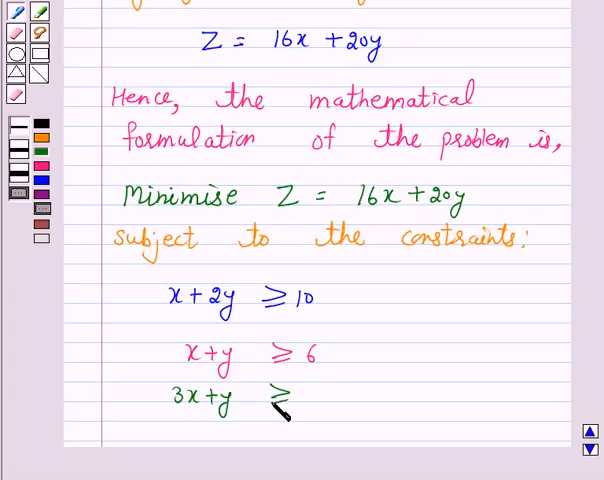 Z = 16x + 20y
Hence, the mathematical
formulation of the problem is,
Minimise Z = 16x + 20y
subject to the constraints:
x + 2y ≥ 10
x + y ≥ 6
3x + y ≥